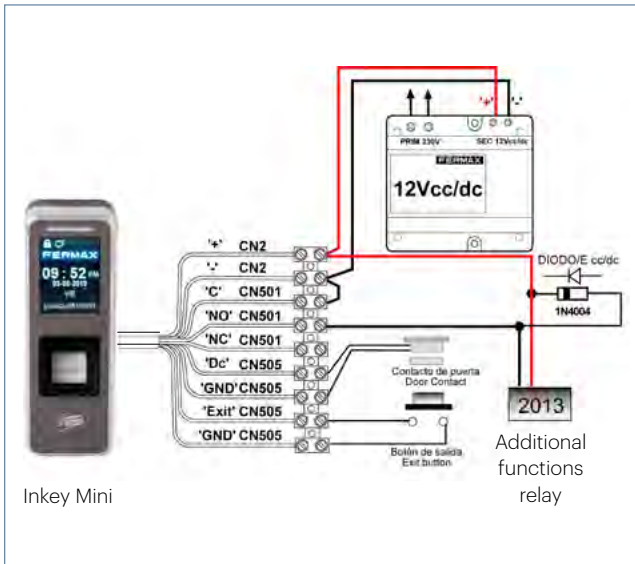 '+' '-'
PRIM 230V SEC 12Vcc/dc
FERMAX
12Vcc/dc
FERMAX
09:52
'+' CN2
'-' CN2
'C' CN501
'NO' CN501
'NC' CN501
'Dc' CN505
'GND' CN505
'Exit' CN505
'GND' CN505
Contacto de puerta
Door Contact
Botón de salida
Exit button
DIODO/E cc/dc
1N4004
2013
Additional
functions
relay
Inkey Mini